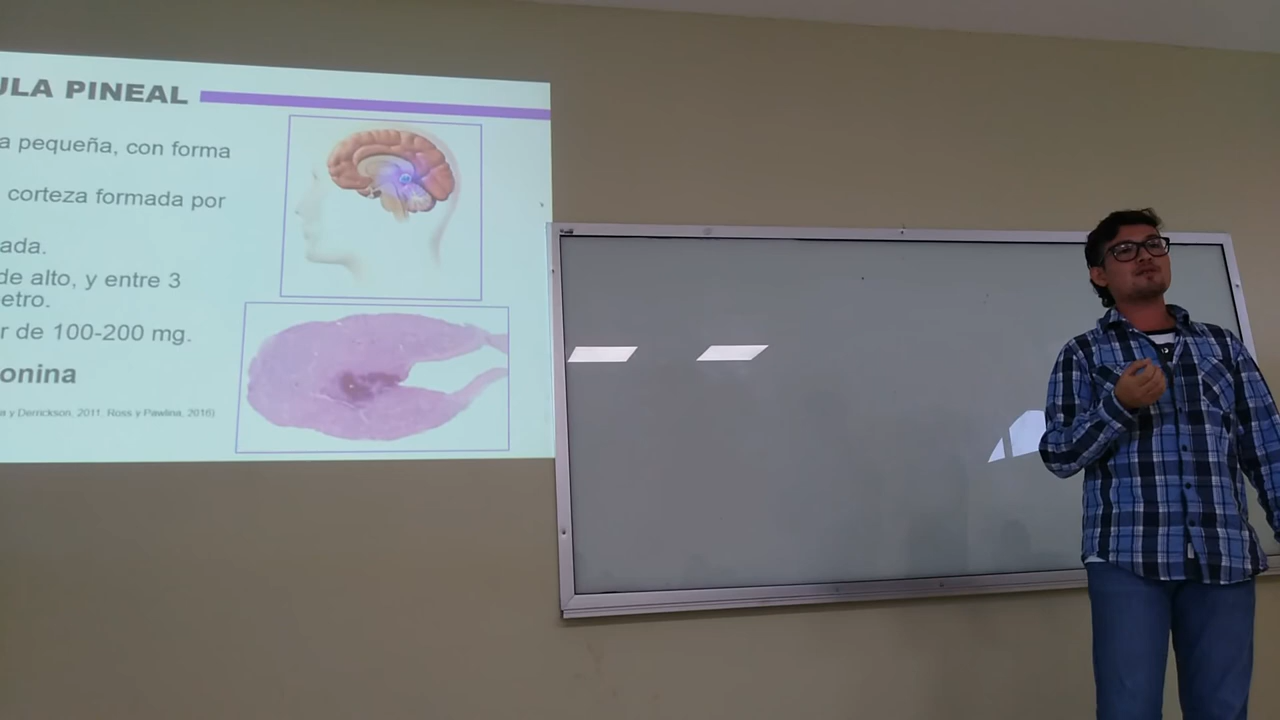 ULA PINEAL
a pequeña, con forma
corteza formada por
ada.
de alto, y entre 3
etro.
r de 100-200 mg.
onina
a y Derrickson, 2011. Ross y Pawlina, 2016)